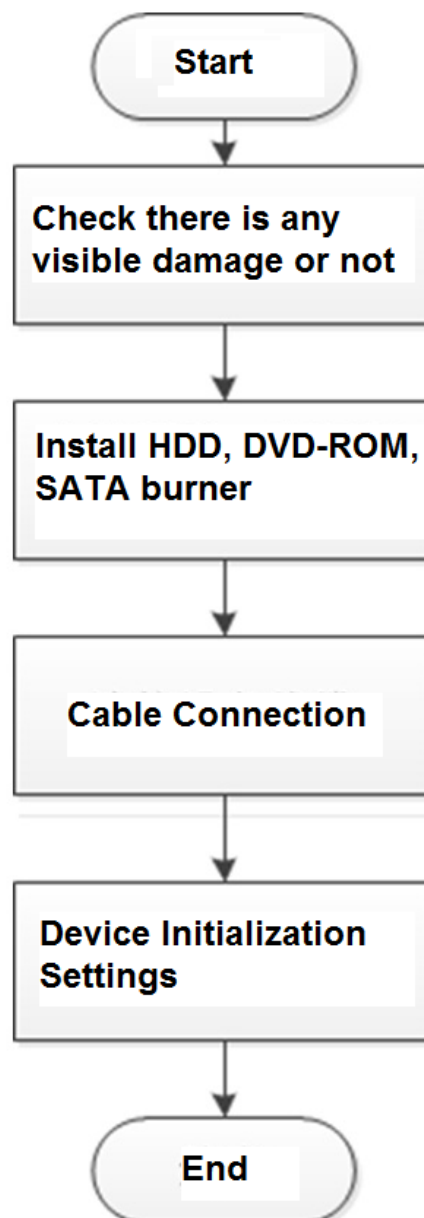 Start
Check there is any
visible damage or not
Install HDD, DVD-ROM,
SATA burner
Cable Connection
Device Initialization
Settings
End